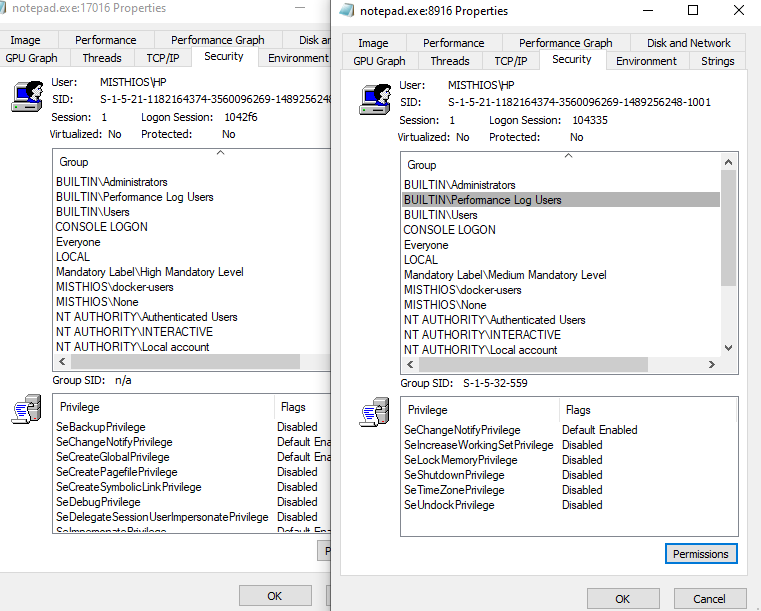 notepad.exe:17016 Properties
Image Performance Performance Graph Disk an
GPU Graph Threads TCP/IP Security Environment
User: MISTHIOS\HP
SID: S-1-5-21-1182164374-3560096269-1489256248
Session: 1 Logon Session: 1042f6
Virtualized: No Protected: No
Group
BUILTIN\Administrators
BUILTIN\Performance Log Users
BUILTIN\Users
CONSOLE LOGON
Everyone
LOCAL
Mandatory Label\High Mandatory Level
MISTHIOS\docker-users
MISTHIOS\None
NT AUTHORITY\Authenticated Users
NT AUTHORITY\INTERACTIVE
NT AUTHORITY\Local account
Group SID: n/a
Privilege Flags
SeBackupPrivilege Disabled
SeChangeNotifyPrivilege Default Ena
SeCreateGlobalPrivilege Default Ena
SeCreatePagefilePrivilege Disabled
SeCreateSymbolicLinkPrivilege Disabled
SeDebugPrivilege Disabled
SeDelegateSessionUserImpersonatePrivilege Disabled
SeImpersonatePrivilege Default Ena
P
OK
notepad.exe:8916 Properties
Image Performance Performance Graph Disk and Network
GPU Graph Threads TCP/IP Security Environment Strings
User: MISTHIOS\HP
SID: S-1-5-21-1182164374-3560096269-1489256248-1001
Session: 1 Logon Session: 104335
Virtualized: No Protected: No
Group
BUILTIN\Administrators
BUILTIN\Performance Log Users
BUILTIN\Users
CONSOLE LOGON
Everyone
LOCAL
Mandatory Label\Medium Mandatory Level
MISTHIOS\docker-users
MISTHIOS\None
NT AUTHORITY\Authenticated Users
NT AUTHORITY\INTERACTIVE
NT AUTHORITY\Local account
Group SID: S-1-5-32-559
Privilege Flags
SeChangeNotifyPrivilege Default Enabled
SeIncreaseWorkingSetPrivilege Disabled
SeLockMemoryPrivilege Disabled
SeShutdownPrivilege Disabled
SeTimeZonePrivilege Disabled
SeUndockPrivilege Disabled
Permissions
OK Cancel